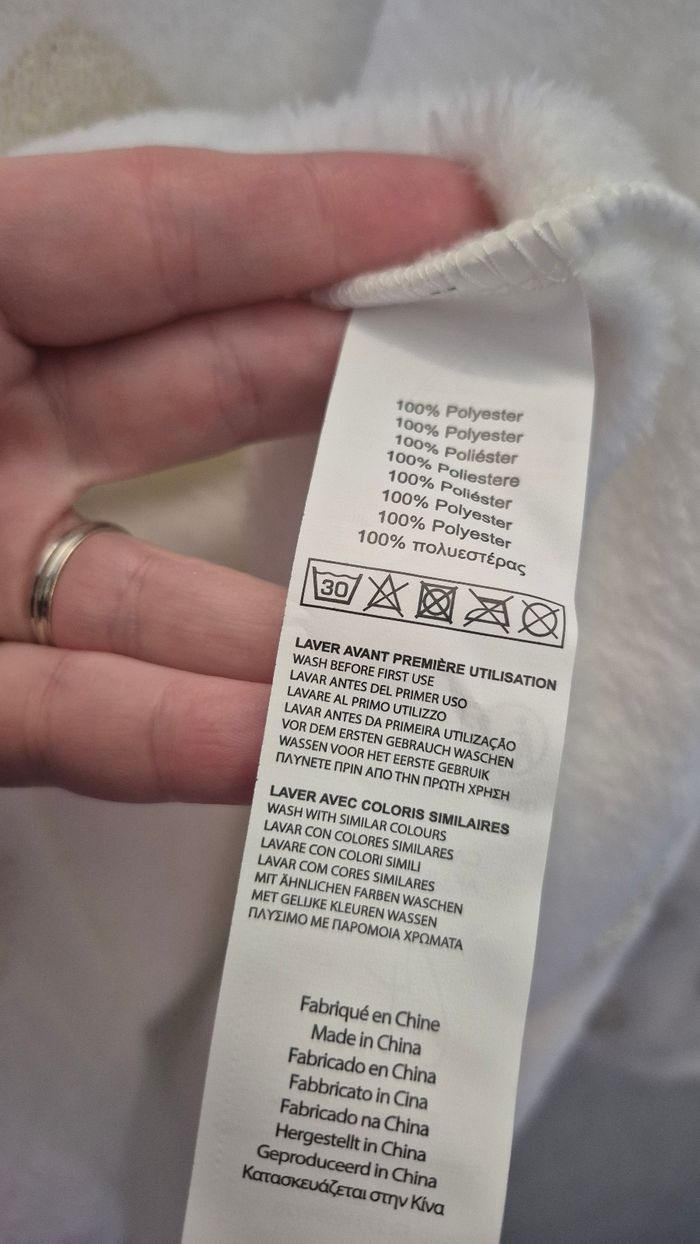 100% Polyester
100% Polyester
100% Poliéster
100% Poliestere
100% Poliéster
100% Polyester
100% Polyester
100% πολυεστέρας
30
LAVER AVANT PREMIÈRE UTILISATION
WASH BEFORE FIRST USE
LAVAR ANTES DEL PRIMER USO
LAVARE AL PRIMO UTILIZZO
LAVAR ANTES DA PRIMEIRA UTILIZAÇÃO
VOR DEM ERSTEN GEBRAUCH WASCHEN
WASSEN VOOR HET EERSTE GEBRUIK
ΠΛΥΝΕΤΕ ΠΡΙΝ ΑΠΟ ΤΗΝ ΠΡΩΤΗ ΧΡΗΣΗ
LAVER AVEC COLORIS SIMILAIRES
WASH WITH SIMILAR COLOURS
LAVAR CON COLORES SIMILARES
LAVARE CON COLORI SIMILI
LAVAR COM CORES SIMILARES
MIT ÄHNLICHEN FARBEN WASCHEN
MET GELIJKE KLEUREN WASSEN
ΠΛΥΣΙΜΟ ΜΕ ΠΑΡΟΜΟΙΑ ΧΡΩΜΑΤΑ
Fabriqué en Chine
Made in China
Fabricado en China
Fabbricato in Cina
Fabricado na China
Hergestellt in China
Geproduceerd in China
Κατασκευάζεται στην Κίνα